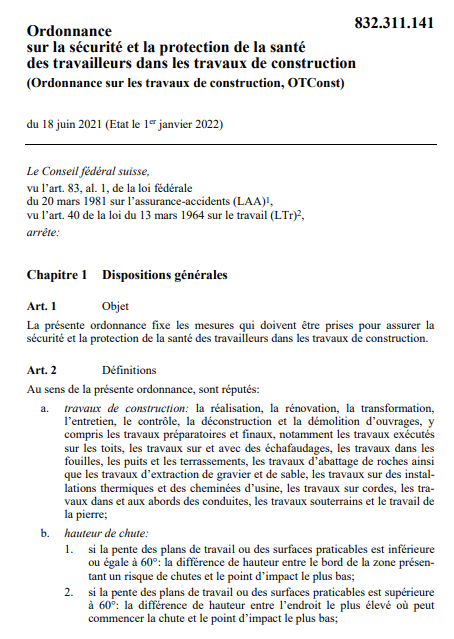 Ordonnance
832.311.141
sur la sécurité et la protection de la santé
des travailleurs dans les travaux de construction
(Ordonnance sur les travaux de construction, OTConst)
du 18 juin 2021 (Etat le 1er janvier 2022)
Le Conseil fédéral suisse,
vu l'art. 83, al. 1, de la loi fédérale
du 20 mars 1981 sur l'assurance-accidents (LAA)1,
vu l'art. 40 de la loi du 13 mars 1964 sur le travail (LTr)2,
arrête:
Chapitre 1 Dispositions générales
Art. 1 Objet
La présente ordonnance fixe les mesures qui doivent être prises pour assurer la
sécurité et la protection de la santé des travailleurs dans les travaux de construction.
Art. 2 Définitions
Au sens de la présente ordonnance, sont réputés:
a. travaux de construction: la réalisation, la rénovation, la transformation,
l'entretien, le contrôle, la déconstruction et la démolition d'ouvrages, y
compris les travaux préparatoires et finaux, notamment les travaux exécutés
sur les toits, les travaux sur et avec des échafaudages, les travaux dans les
fouilles, les puits et les terrassements, les travaux d'abattage de roches ainsi
que les travaux d'extraction de gravier et de sable, les travaux sur des instal-
lations thermiques et des cheminées d'usine, les travaux sur cordes, les tra-
vaux dans et aux abords des conduites, les travaux souterrains et le travail de
la pierre;
b. hauteur de chute:
1. si la pente des plans de travail ou des surfaces praticables est inférieure
ou égale à 60°: la différence de hauteur entre le bord de la zone présen-
tant un risque de chutes et le point d'impact le plus bas;
2. si la pente des plans de travail ou des surfaces praticables est supérieure
à 60°: la différence de hauteur entre l'endroit le plus élevé où peut
commencer la chute et le point d'impact le plus bas;